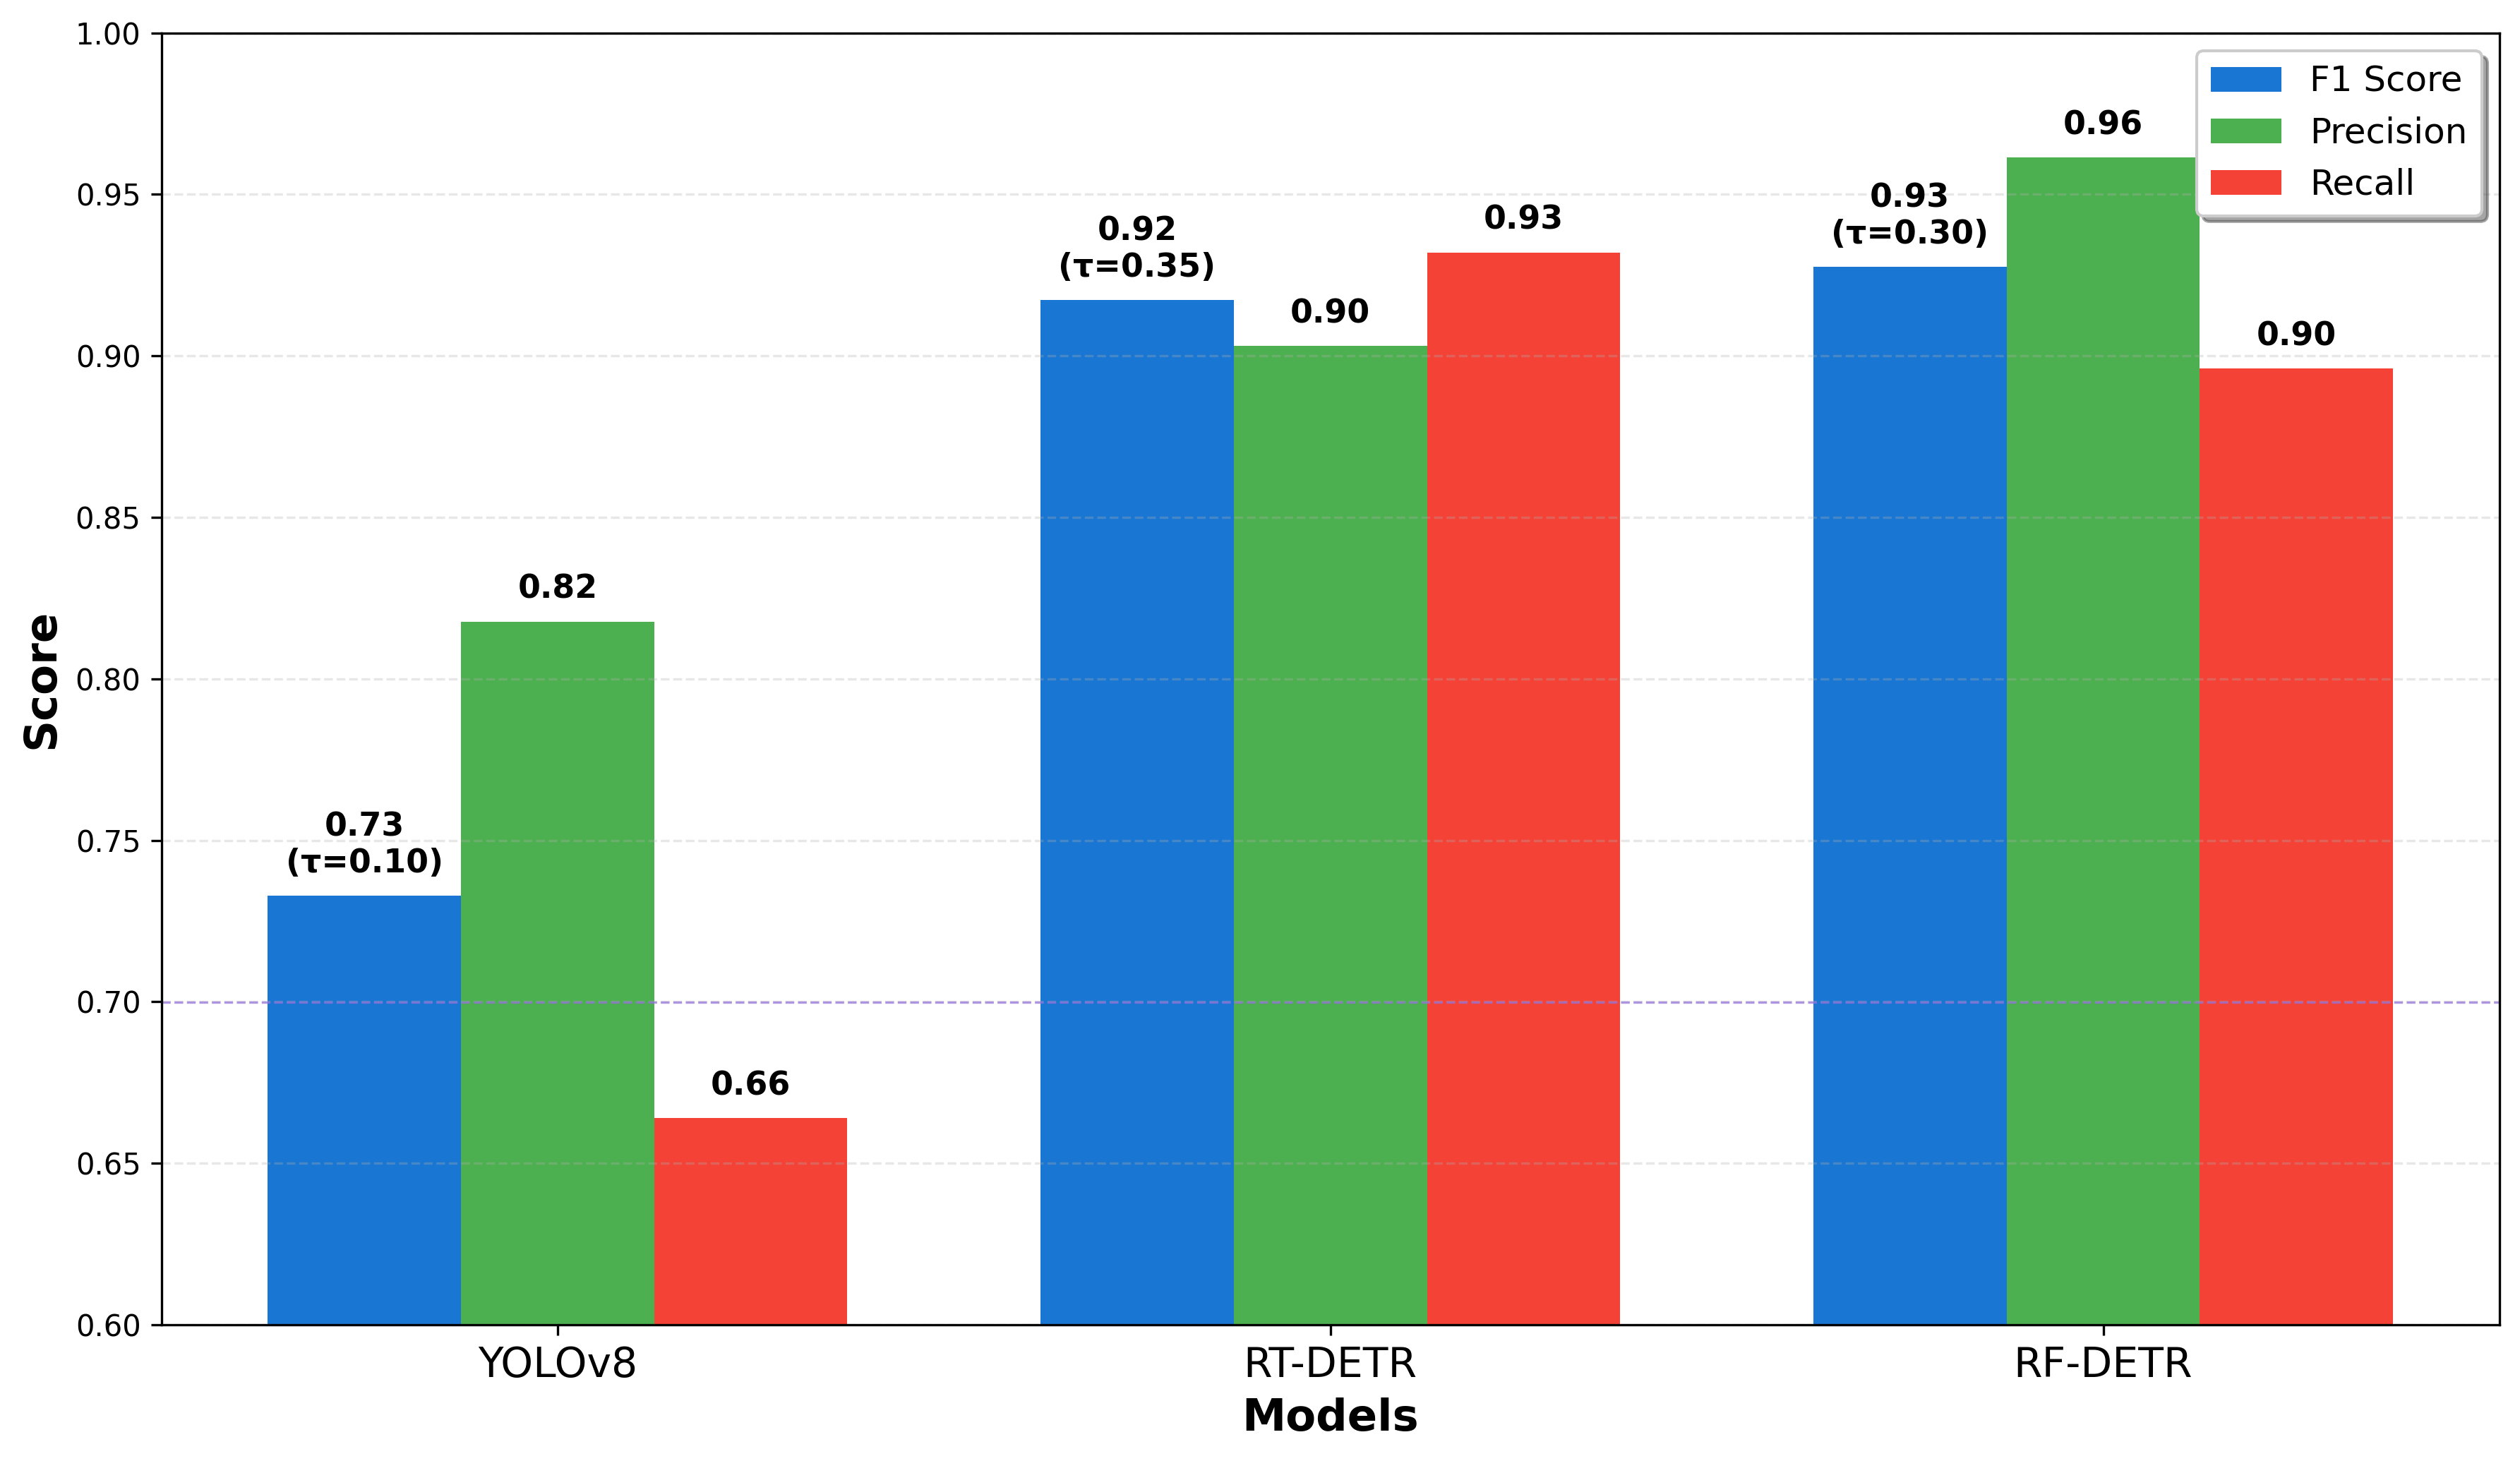 1.00
0.95
0.90
0.85
0.80
0.75
0.70
0.65
0.60
Score
F1 Score
Precision
Recall
0.73
(τ=0.10)
0.82
0.66
0.92
(τ=0.35)
0.90
0.93
0.93
(τ=0.30)
0.96
0.90
YOLOv8
RT-DETR
RF-DETR
Models